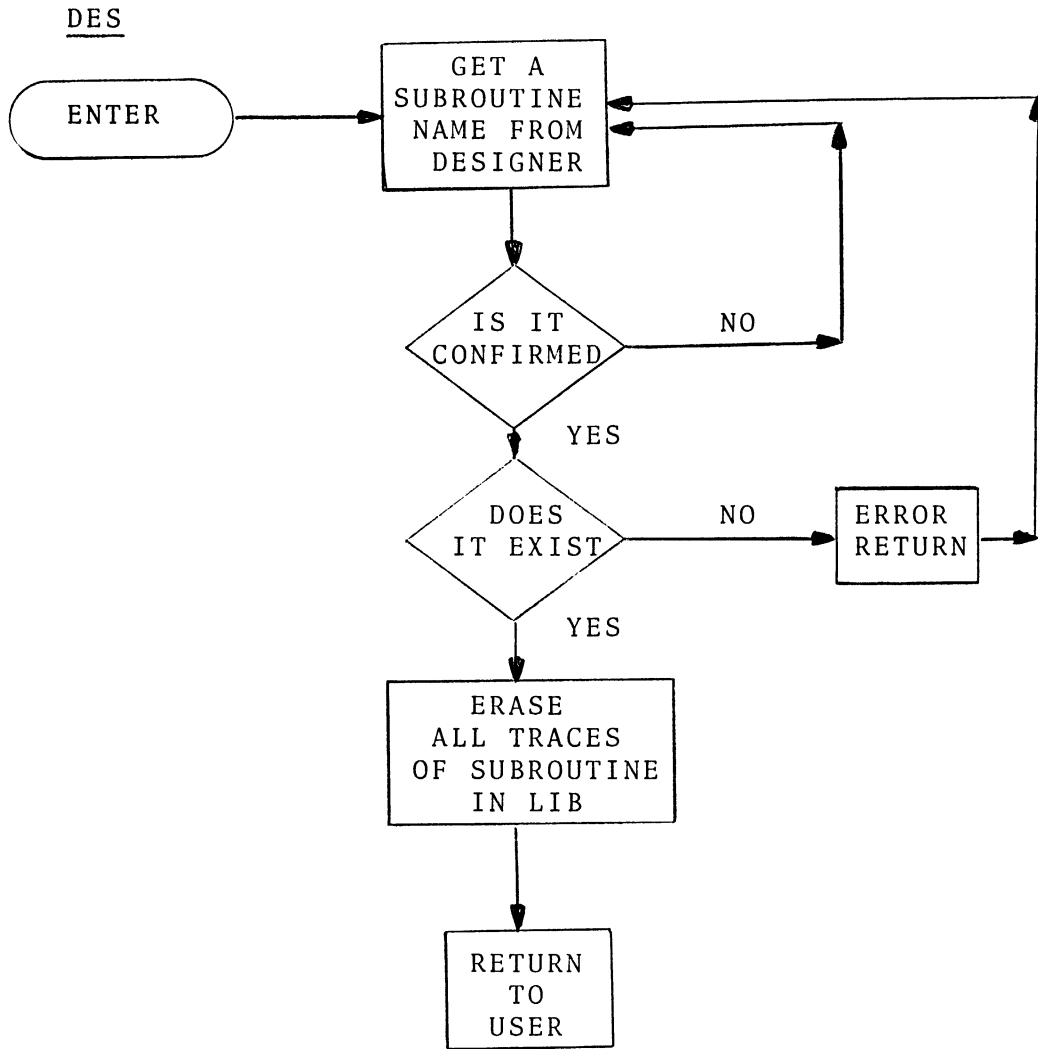 DES
ENTER
GET A
SUBROUTINE
NAME FROM
DESIGNER
IS IT
CONFIRMED
NO
YES
DOES
IT EXIST
NO
ERROR
RETURN
YES
ERASE
ALL TRACES
OF SUBROUTINE
IN LIB
RETURN
TO
USER